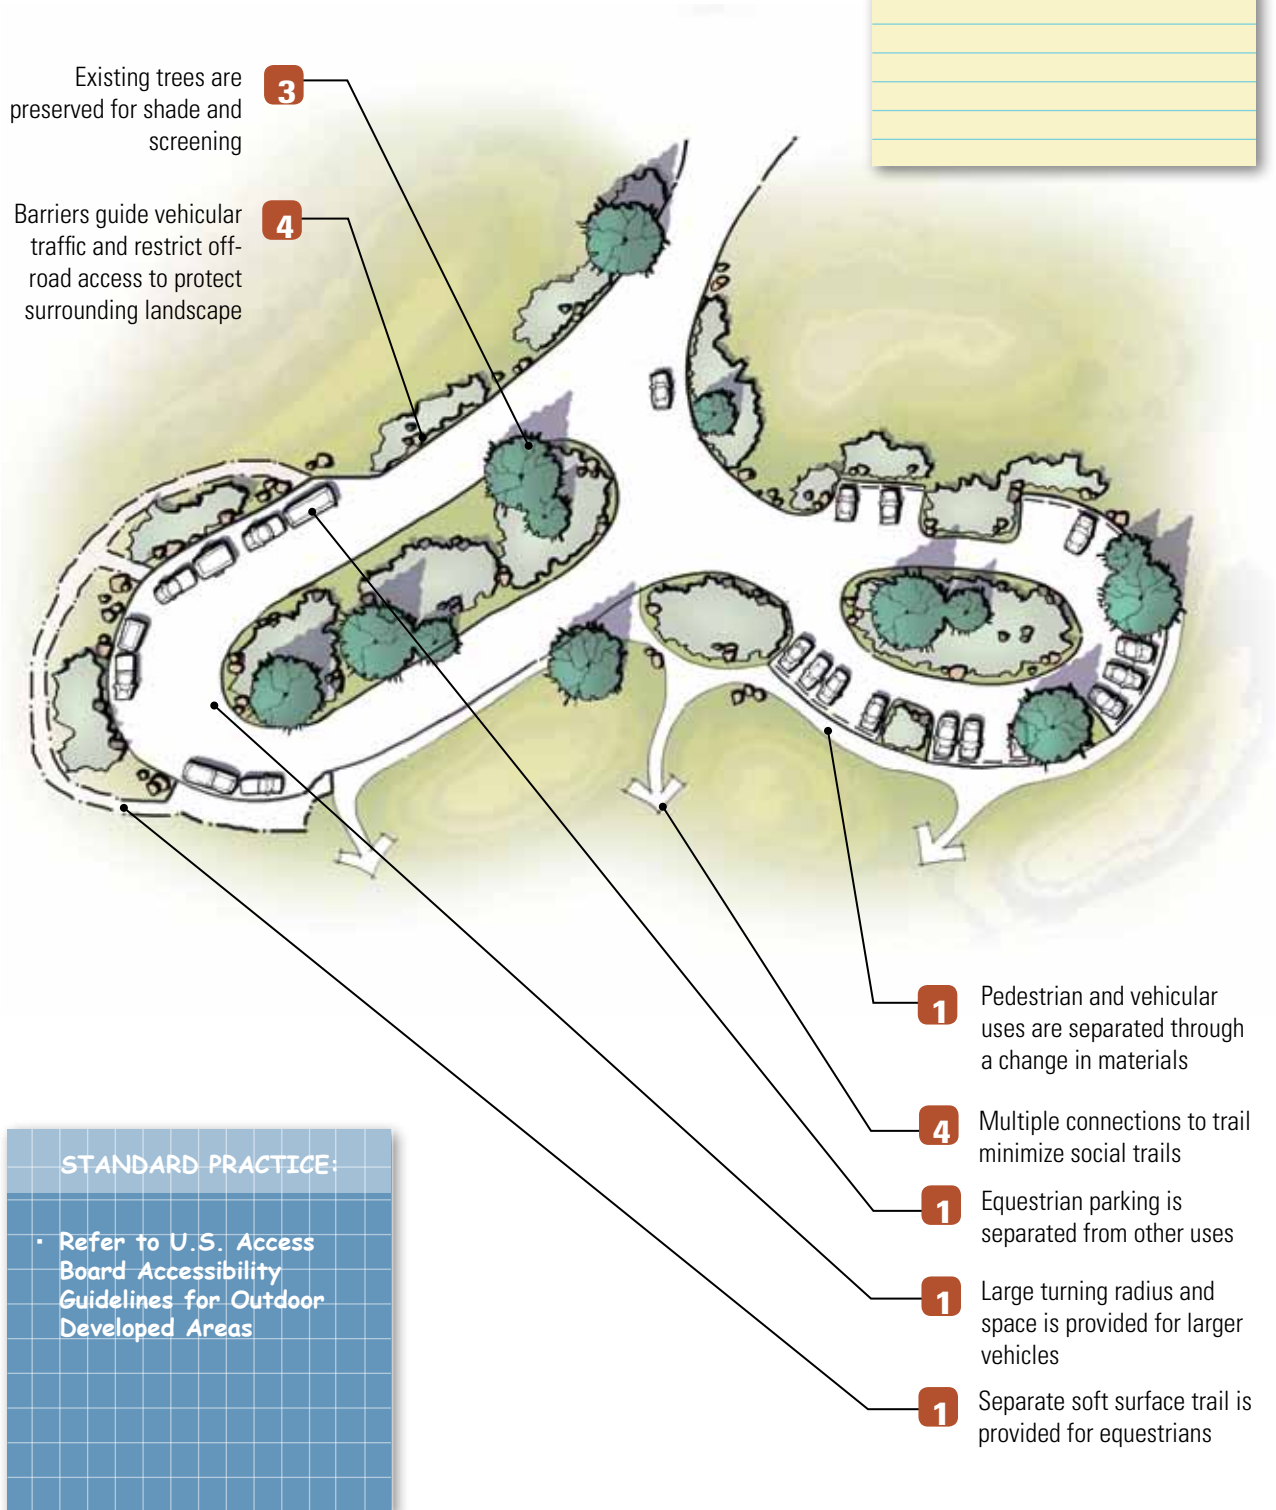 Existing trees are
preserved for shade and
screening
3
Barriers guide vehicular
traffic and restrict off-
road access to protect
surrounding landscape
4
1
Pedestrian and vehicular
uses are separated through
a change in materials
4
Multiple connections to trail
minimize social trails
1
Equestrian parking is
separated from other uses
1
Large turning radius and
space is provided for larger
vehicles
1
Separate soft surface trail is
provided for equestrians
STANDARD PRACTICE:
· Refer to U.S. Access
Board Accessibility
Guidelines for Outdoor
Developed Areas